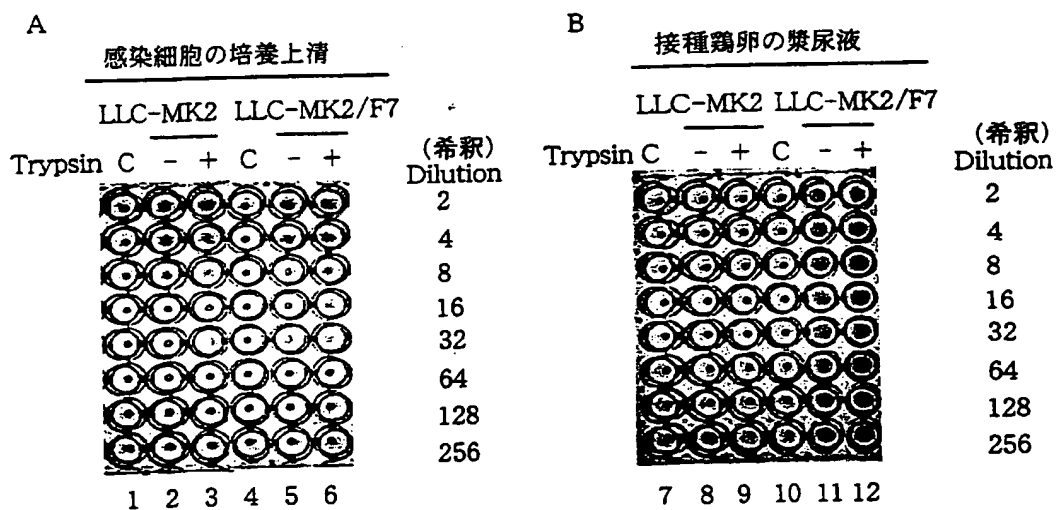 A
感染細胞の培養上清
LLC-MK2 LLC-MK2/F7
Trypsin C - + C - +
(希釈)
Dilution
2
4
8
16
32
64
128
256
1 2 3 4 5 6
B
接種鶏卵の漿尿液
LLC-MK2 LLC-MK2/F7
Trypsin C - + C - +
(希釈)
Dilution
2
4
8
16
32
64
128
256
7 8 9 10 11 12